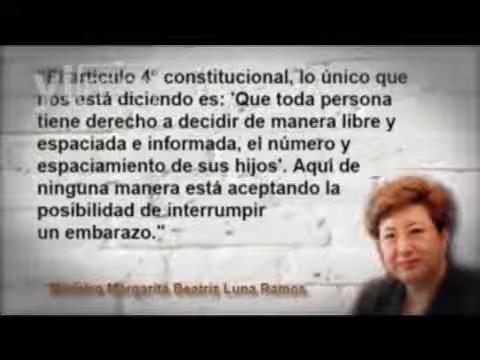 "El artículo 4° constitucional, lo único que
nos está diciendo es: 'Que toda persona
tiene derecho a decidir de manera libre y
espaciada e informada, el número y
espaciamiento de sus hijos'. Aquí de
ninguna manera está aceptando la
posibilidad de interrumpir
un embarazo."
Margarita Beatriz Luna Ramos